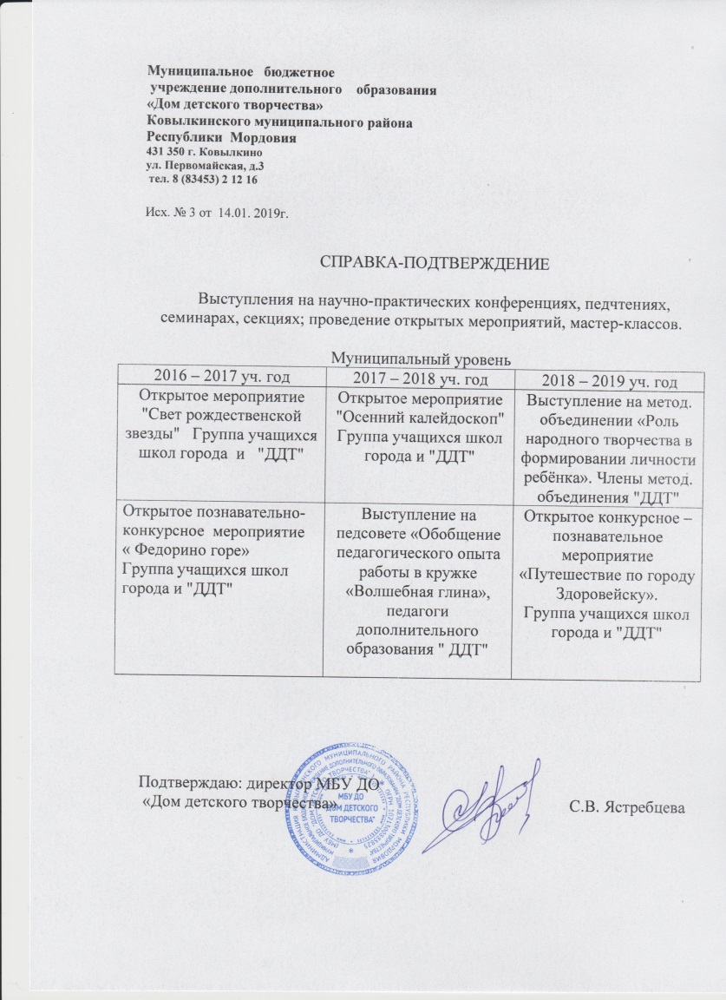 Муниципальное бюджетное
учреждение дополнительного образования
«Дом детского творчества»
Ковылкинского муниципального района
Республики Мордовия
431 350 г. Ковылкино
ул. Первомайская, д.3
тел. 8 (83453) 2 12 16
Исх. № 3 от 14.01. 2019г.
СПРАВКА-ПОДТВЕРЖДЕНИЕ
Выступления на научно-практических конференциях, педчтениях,
семинарах, секциях; проведение открытых мероприятий, мастер-классов.
Муниципальный уровень
2016 – 2017 уч. год
2017 – 2018 уч. год
2018 – 2019 уч. год
Открытое мероприятие
"Свет рождественской
звезды" Группа учащихся
школ города и "ДДТ"
Открытое мероприятие
"Осенний калейдоскоп"
Группа учащихся школ
города и "ДДТ"
Выступление на метод.
объединении «Роль
народного творчества в
формировании личности
ребёнка». Члены метод.
объединения "ДДТ"
Открытое познавательно-
конкурсное мероприятие
« Федорино горе»
Группа учащихся школ
города и "ДДТ"
Выступление на
педсовете «Обобщение
педагогического опыта
работы в кружке
«Волшебная глина»,
педагоги
дополнительного
образования " ДДТ"
Открытое конкурсное –
познавательное
мероприятие
«Путешествие по городу
Здоровейску».
Группа учащихся школ
города и "ДДТ"
Подтверждаю: директор МБУ ДО
«Дом детского творчества»
С.В. Ястребцева
МБУ ДО
"ДОМ ДЕТСКОГО
ТВОРЧЕСТВА"